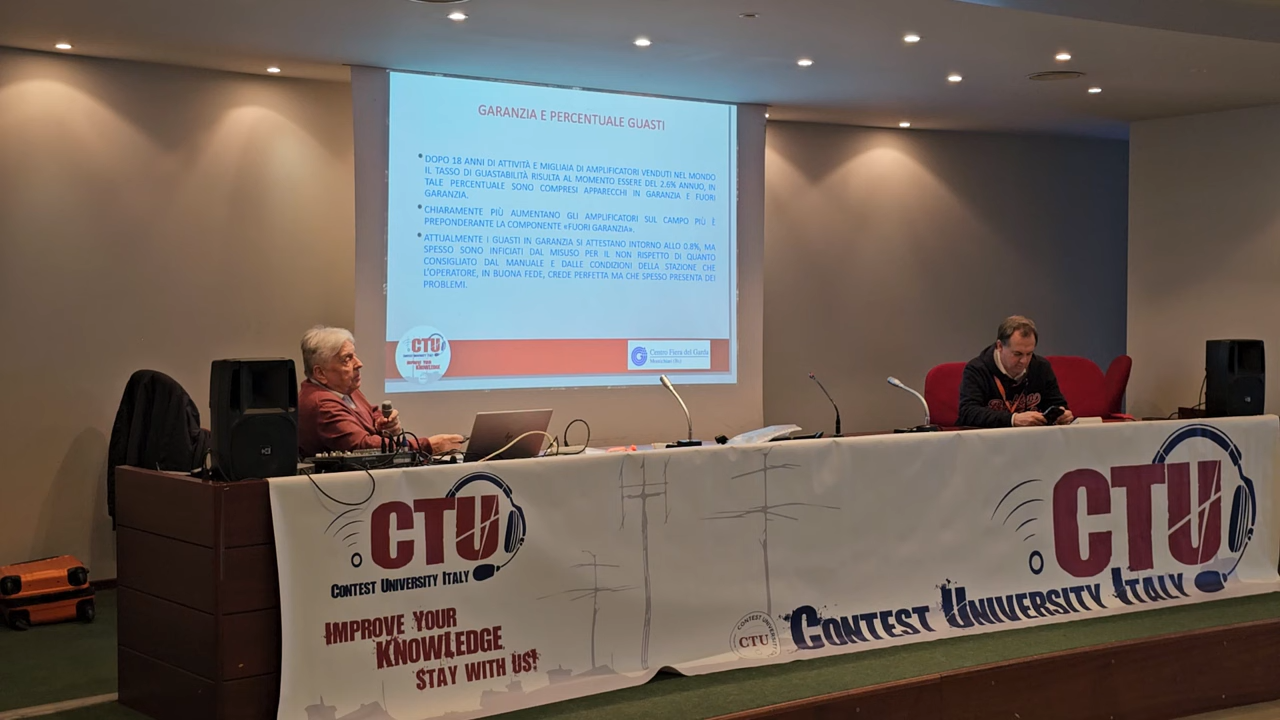 GARANZIA E PERCENTUALE GUASTI
• DOPO 18 ANNI DI ATTIVITÀ E MIGLIAIA DI AMPLIFICATORI VENDUTI NEL MONDO
IL TASSO DI GUASTABILITÀ RISULTA AL MOMENTO ESSERE DEL 2.6% ANNUO, IN
TALE PERCENTUALE SONO COMPRESI APPARECCHI IN GARANZIA E FUORI
GARANZIA.
• CHIARAMENTE PIÙ AUMENTANO GLI AMPLIFICATORI SUL CAMPO PIÙ È
PREPONDERANTE LA COMPONENTE «FUORI GARANZIA».
• ATTUALMENTE I GUASTI IN GARANZIA SI ATTESTANO INTORNO ALLO 0.8%, MA
SPESSO SONO INFICIATI DAL MISUSO PER IL NON RISPETTO DI QUANTO
CONSIGLIATO DAL MANUALE E DALLE CONDIZIONI DELLA STAZIONE CHE
L'OPERATORE, IN BUONA FEDE, CREDE PERFETTA MA CHE SPESSO PRESENTA DEI
PROBLEMI.
CTU
KNOWLEDGE
Centro Fiera del Garda
CTU
CONTEST UNIVERSITY ITALY
IMPROVE YOUR
KNOWLEDGE
STAY WITH US!
CONTEST UNIVERSITY
CTU
CTU
CONTEST UNIVERSITY ITALY